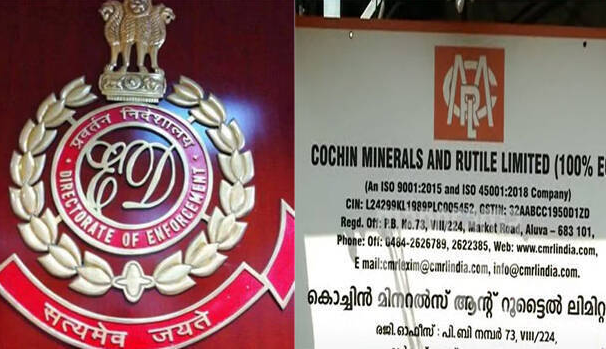 प्रवर्तन निदेशालय
ED
DIRECTORATE OF ENFORCEMENT
सत्यमेव जयते
CMRL
COCHIN MINERALS AND RUTILE LIMITED (100% E
(An ISO 9001:2015 and ISO 45001:2018 Company)
CIN: L24299KL1989PLC005452, GSTIN: 32AABCC1950D1ZD
Regd. Off: P.B. No.73, VIII/224, Market Road, Aluva - 683 101,
Phone: Off: 0484-2626789, 2622385, Web: www.cmrlindia.com,
E mail:cmrlexim@cmrlindia.com, info@cmrlindia.com
കൊച്ചിൻ മിനറൽസ് ആന്റ് റൂട്ടൈൽ ലിമിറ്റ
രജി.ഓഫീസ് : പി.ബി നമ്പർ 73, VIII/224,